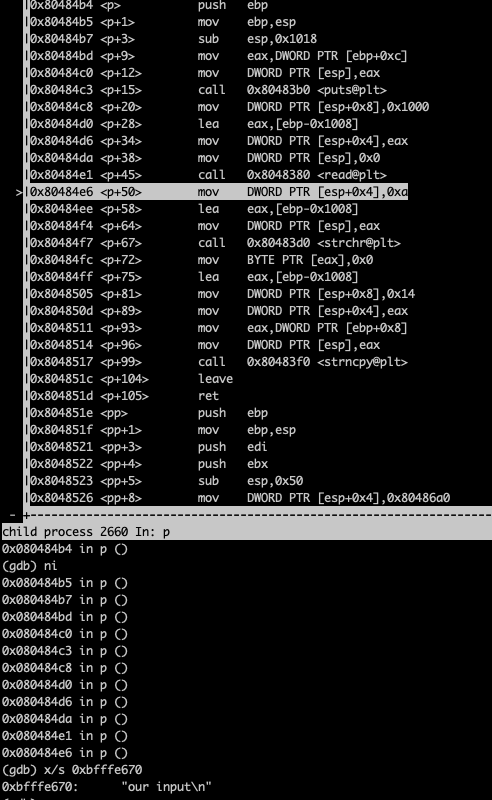 |0x80484b4 <p> push ebp
|0x80484b5 <p+1> mov ebp,esp
|0x80484b7 <p+3> sub esp,0x1018
|0x80484bd <p+9> mov eax,DWORD PTR [ebp+0xc]
|0x80484c0 <p+12> mov DWORD PTR [esp],eax
|0x80484c3 <p+15> call 0x80483b0 <puts@plt>
|0x80484c8 <p+20> mov DWORD PTR [esp+0x8],0x1000
|0x80484d0 <p+28> lea eax,[ebp-0x1008]
|0x80484d6 <p+34> mov DWORD PTR [esp+0x4],eax
|0x80484da <p+38> mov DWORD PTR [esp],0x0
|0x80484e1 <p+45> call 0x8048380 <read@plt>
>|0x80484e6 <p+50> mov DWORD PTR [esp+0x4],0xa
|0x80484ee <p+58> lea eax,[ebp-0x1008]
|0x80484f4 <p+64> mov DWORD PTR [esp],eax
|0x80484f7 <p+67> call 0x80483d0 <strchr@plt>
|0x80484fc <p+72> mov BYTE PTR [eax],0x0
|0x80484ff <p+75> lea eax,[ebp-0x1008]
|0x8048505 <p+81> mov DWORD PTR [esp+0x8],0x14
|0x804850d <p+89> mov DWORD PTR [esp+0x4],eax
|0x8048511 <p+93> mov eax,DWORD PTR [ebp+0x8]
|0x8048514 <p+96> mov DWORD PTR [esp],eax
|0x8048517 <p+99> call 0x80483f0 <strncpy@plt>
|0x804851c <p+104> leave
|0x804851d <p+105> ret
|0x804851e <pp> push ebp
|0x804851f <pp+1> mov ebp,esp
|0x8048521 <pp+3> push edi
|0x8048522 <pp+4> push ebx
|0x8048523 <pp+5> sub esp,0x50
|0x8048526 <pp+8> mov DWORD PTR [esp+0x4],0x80486a0
child process 2660 In: p
0x080484b4 in p ()
(gdb) ni
0x080484b5 in p ()
0x080484b7 in p ()
0x080484bd in p ()
0x080484c0 in p ()
0x080484c3 in p ()
0x080484c8 in p ()
0x080484d0 in p ()
0x080484d6 in p ()
0x080484da in p ()
0x080484e1 in p ()
0x080484e6 in p ()
(gdb) x/s 0xbfffe670
0xbfffe670: "our input\n"